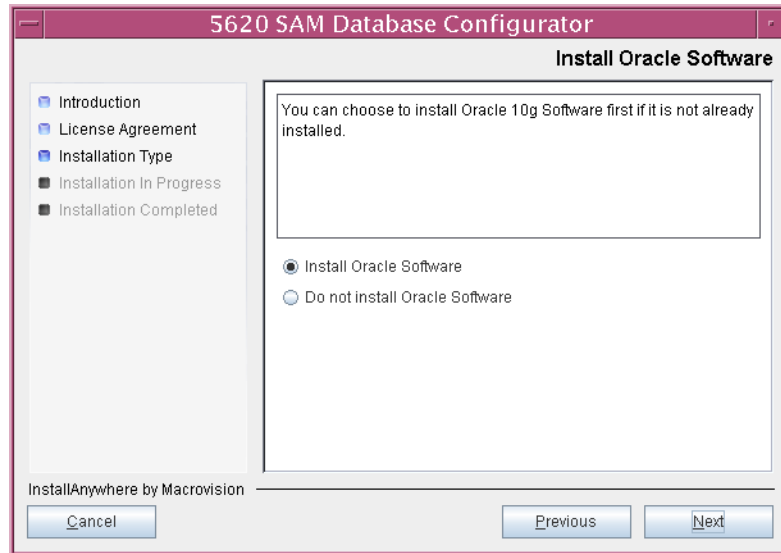 5620 SAM Database Configurator
Install Oracle Software
Introduction
License Agreement
Installation Type
Installation In Progress
Installation Completed
You can choose to install Oracle 10g Software first if it is not already
installed.
Install Oracle Software
Do not install Oracle Software
InstallAnywhere by Macrovision
Cancel
Previous
Next